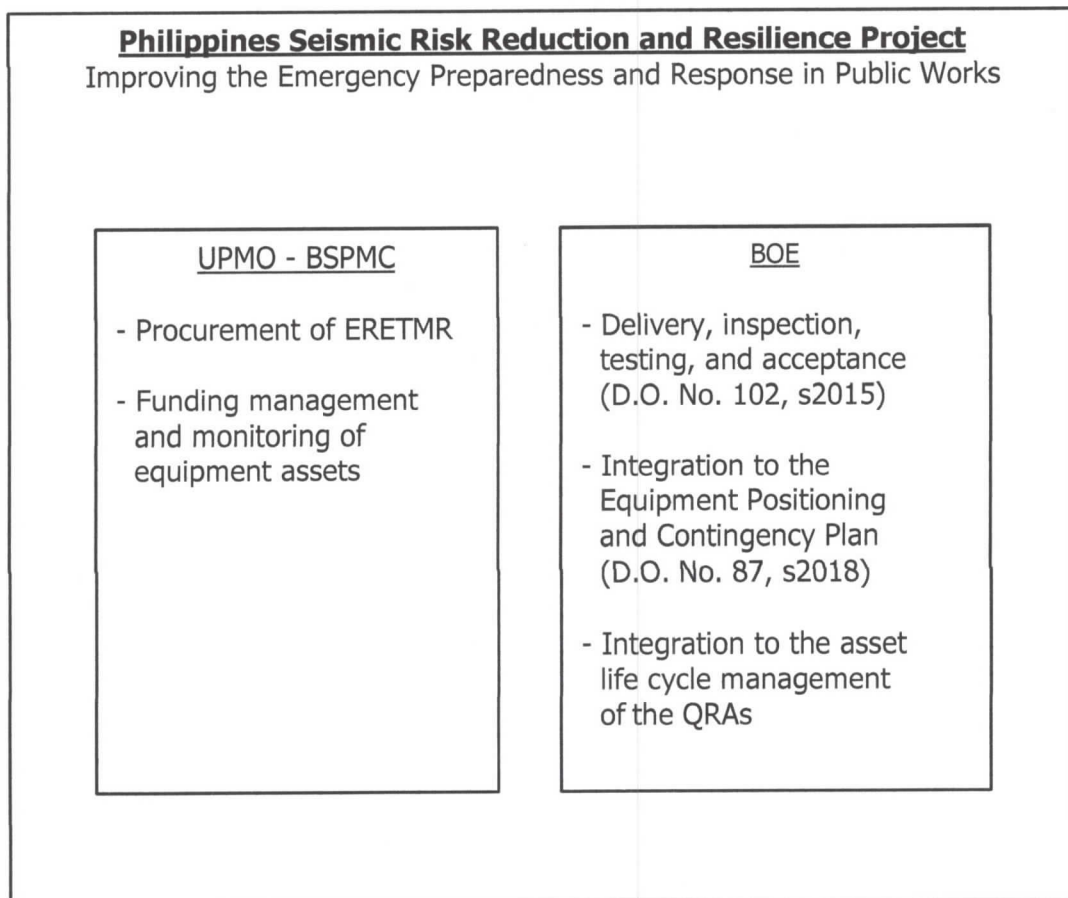 Philippines Seismic Risk Reduction and Resilience Project
Improving the Emergency Preparedness and Response in Public Works
UPMO - BSPMC
- Procurement of ERETMR
- Funding management
and monitoring of
equipment assets
BOE
- Delivery, inspection,
testing, and acceptance
(D.O. No. 102, s2015)
- Integration to the
Equipment Positioning
and Contingency Plan
(D.O. No. 87, s2018)
- Integration to the asset
life cycle management
of the QRAs